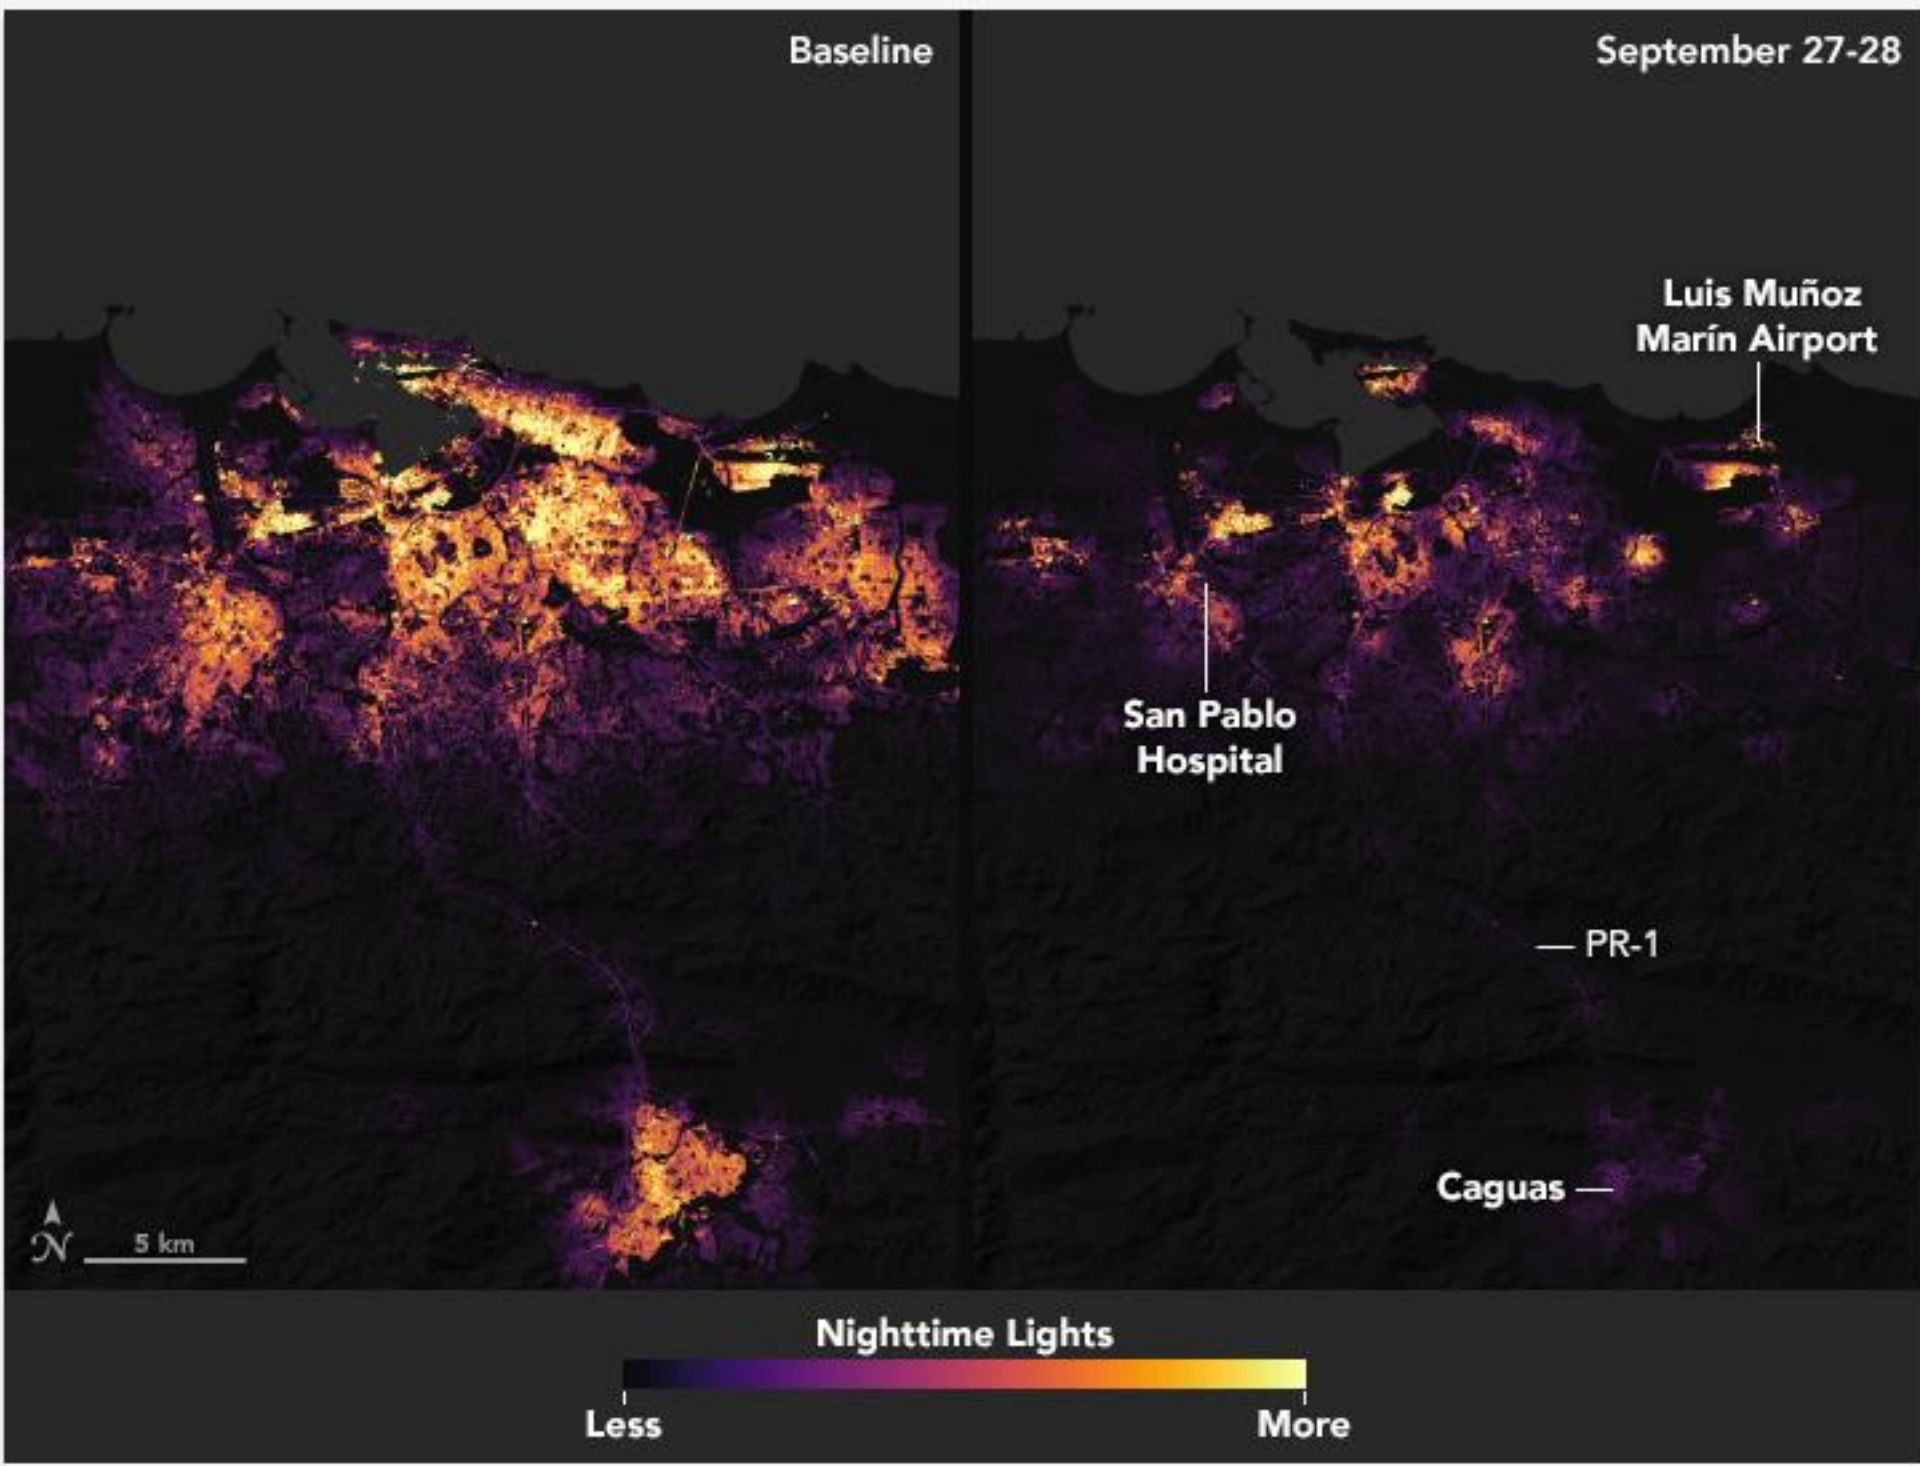 Baseline
September 27-28
Luis Muñoz
Marín Airport
San Pablo
Hospital
PR-1
Caguas
N
5 km
Nighttime Lights
Less
More